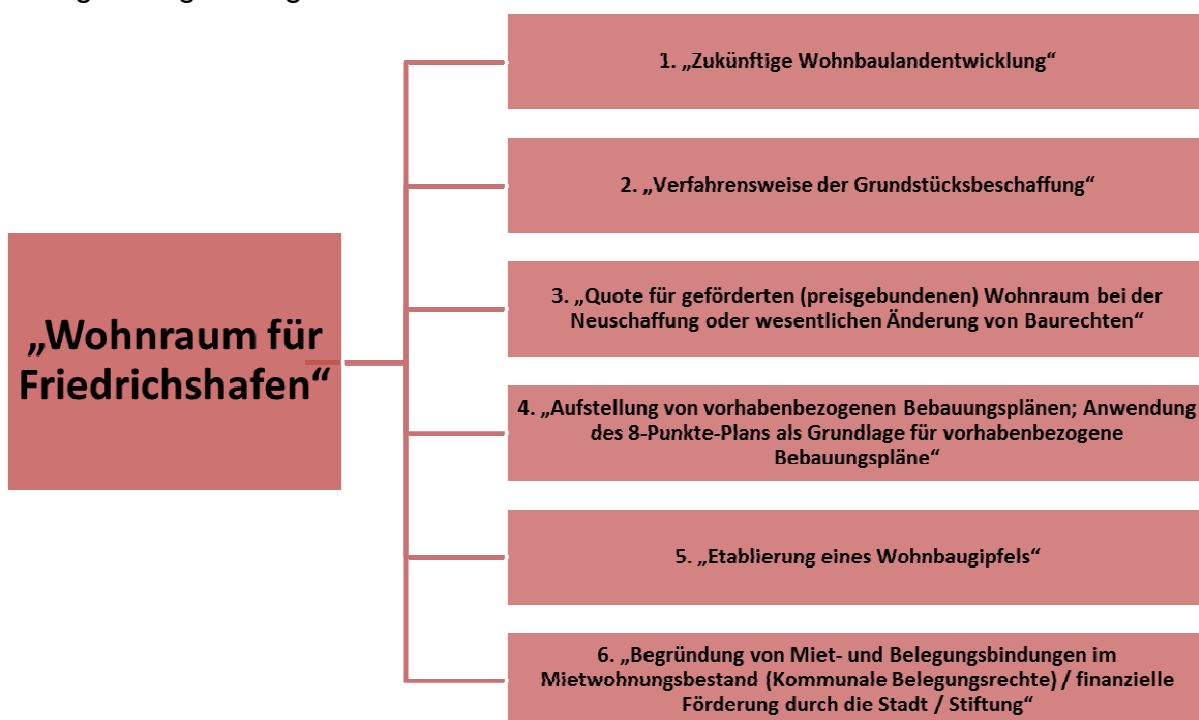 1. „Zukünftige Wohnbaulandentwicklung“
2. „Verfahrensweise der Grundstücksbeschaffung“
3. „Quote für geförderten (preisgebundenen) Wohnraum bei der
Neuschaffung oder wesentlichen Änderung von Baurechten“
„Wohnraum für
Friedrichshafen“
4. „Aufstellung von vorhabenbezogenen Bebauungsplänen; Anwendung
des 8-Punkte-Plans als Grundlage für vorhabenbezogene
Bebauungspläne“
5. „Etablierung eines Wohnbaugipfels“
6. „Begründung von Miet- und Belegungsbindungen im
Mietwohnungsbestand (Kommunale Belegungsrechte) / finanzielle
Förderung durch die Stadt / Stiftung“